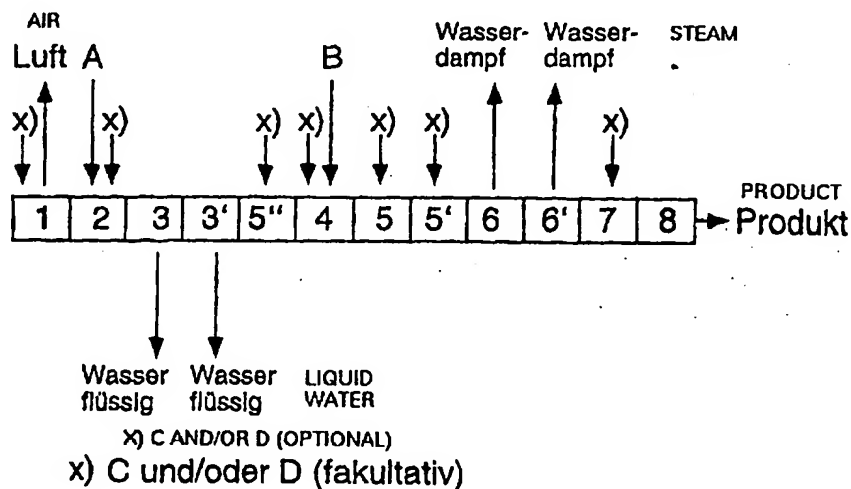 AIR
Luft A B Wasser- Wasser- STEAM
dampf dampf
x) x) x) x) x) x) x)
1 2 3 3' 5" 4 5 5' 6 6' 7 8
PRODUCT
Produkt
Wasser Wasser LIQUID
flüssig flüssig WATER
X) C AND/OR D (OPTIONAL)
x) C und/oder D (fakultativ)